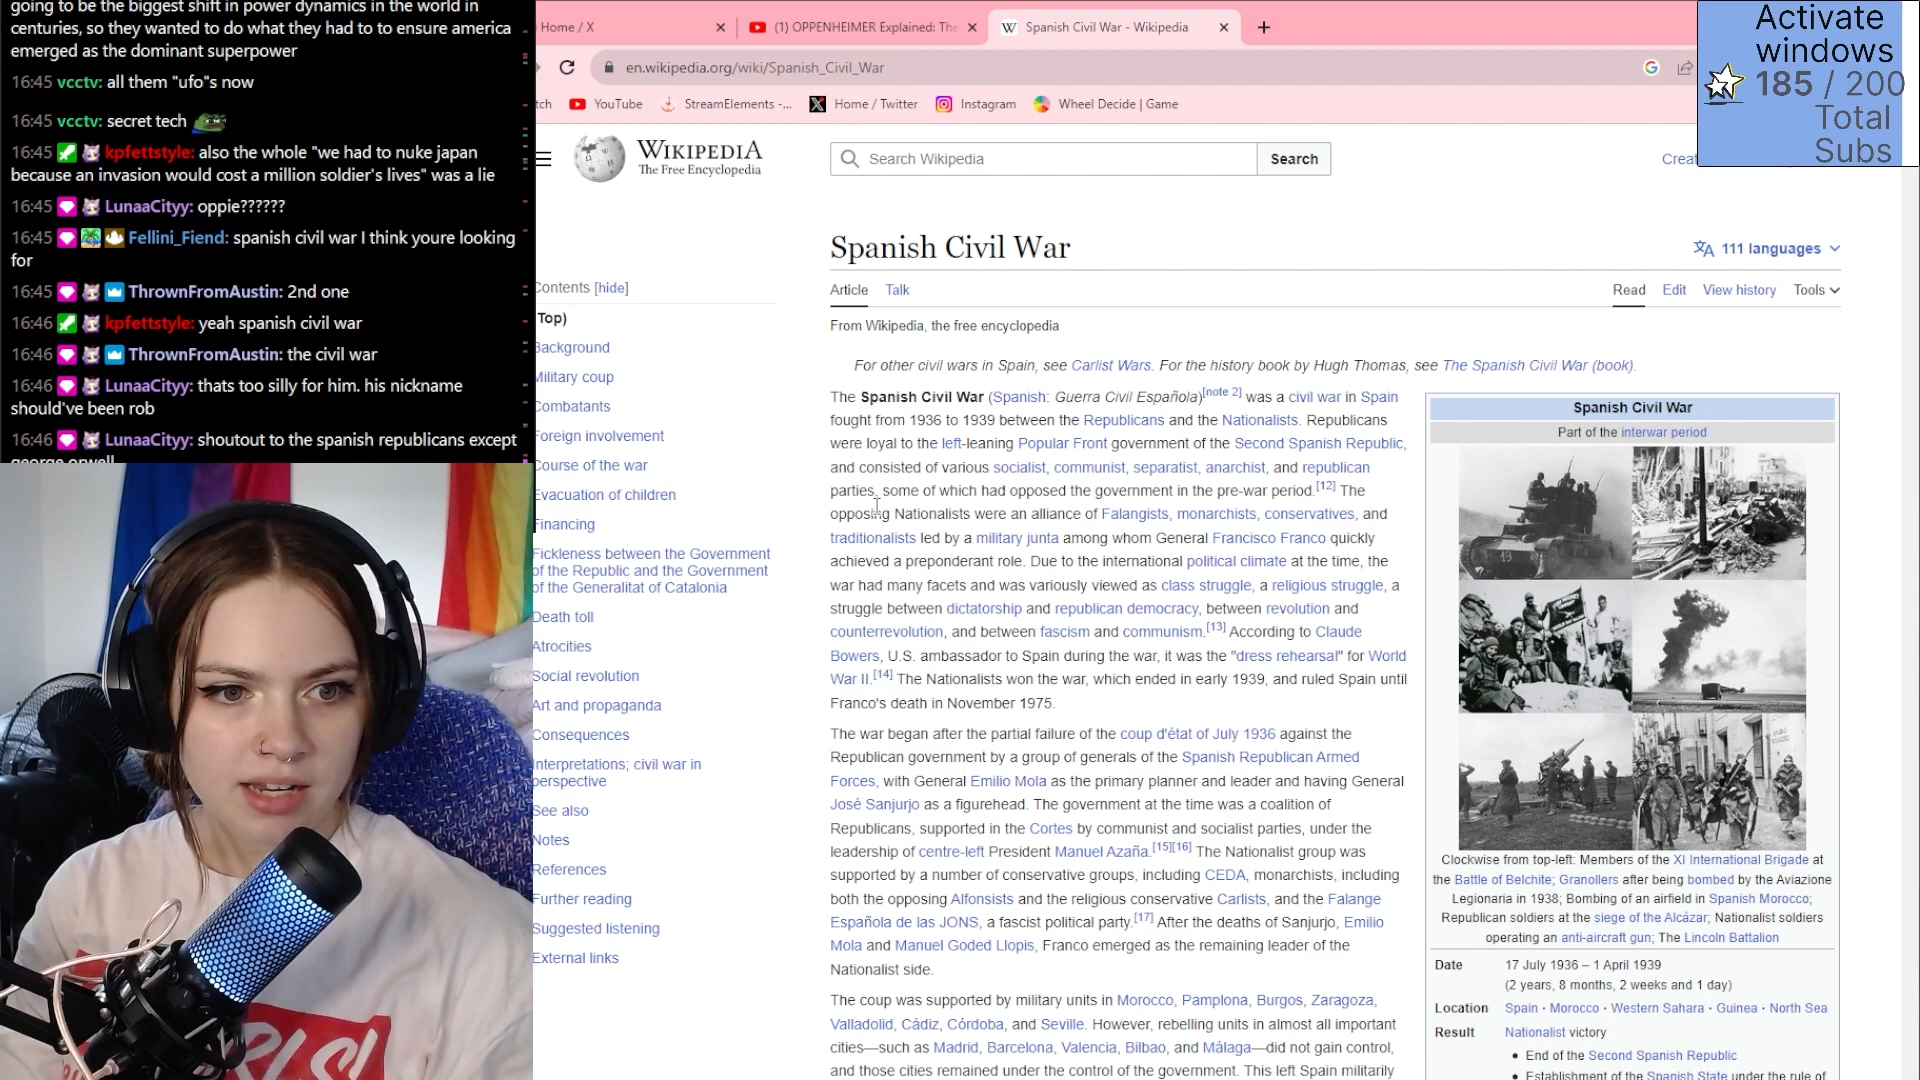 going to be the biggest shift in power dynamics in the world in
centuries, so they wanted to do what they had to to ensure america
emerged as the dominant superpower
16:45 vcctv: all them "ufo"s now
16:45 vcctv: secret tech
16:45 kpfettstyle: also the whole "we had to nuke japan
because an invasion would cost a million soldier's lives" was a lie
16:45 LunaaCityy: oppie??????
16:45 Fellini_Fiend: spanish civil war I think youre looking
for
16:45 ThrownFromAustin: 2nd one
16:46 kpfettstyle: yeah spanish civil war
16:46 ThrownFromAustin: the civil war
16:46 LunaaCityy: thats too silly for him. his nickname
should've been rob
16:46 LunaaCityy: shoutout to the spanish republicans except
george orwell
Home / X
(1) OPPENHEIMER Explained: The
Spanish Civil War - Wikipedia
en.wikipedia.org/wiki/Spanish_Civil_War
tch
YouTube
StreamElements -...
Home / Twitter
Instagram
Wheel Decide | Game
Activate
windows
185 / 200
Total
Subs
WIKIPEDIA
The Free Encyclopedia
Search Wikipedia
Search
Creat
Spanish Civil War
111 languages
Article
Talk
Read
Edit
View history
Tools
From Wikipedia, the free encyclopedia
Contents [hide]
Top)
Background
Military coup
Combatants
Foreign involvement
Course of the war
Evacuation of children
Financing
Fickleness between the Government
of the Republic and the Government
of the Generalitat of Catalonia
Death toll
Atrocities
Social revolution
Art and propaganda
Consequences
Interpretations; civil war in
perspective
See also
Notes
References
Further reading
Suggested listening
External links
For other civil wars in Spain, see Carlist Wars. For the history book by Hugh Thomas, see The Spanish Civil War (book).
The Spanish Civil War (Spanish: Guerra Civil Española)[note 2] was a civil war in Spain
fought from 1936 to 1939 between the Republicans and the Nationalists. Republicans
were loyal to the left-leaning Popular Front government of the Second Spanish Republic,
and consisted of various socialist, communist, separatist, anarchist, and republican
parties, some of which had opposed the government in the pre-war period.[12] The
opposing Nationalists were an alliance of Falangists, monarchists, conservatives, and
traditionalists led by a military junta among whom General Francisco Franco quickly
achieved a preponderant role. Due to the international political climate at the time, the
war had many facets and was variously viewed as class struggle, a religious struggle, a
struggle between dictatorship and republican democracy, between revolution and
counterrevolution, and between fascism and communism.[13] According to Claude
Bowers, U.S. ambassador to Spain during the war, it was the "dress rehearsal" for World
War II.[14] The Nationalists won the war, which ended in early 1939, and ruled Spain until
Franco's death in November 1975.
The war began after the partial failure of the coup d'état of July 1936 against the
Republican government by a group of generals of the Spanish Republican Armed
Forces, with General Emilio Mola as the primary planner and leader and having General
José Sanjurjo as a figurehead. The government at the time was a coalition of
Republicans, supported in the Cortes by communist and socialist parties, under the
leadership of centre-left President Manuel Azaña.[15][16] The Nationalist group was
supported by a number of conservative groups, including CEDA, monarchists, including
both the opposing Alfonsists and the religious conservative Carlists, and the Falange
Española de las JONS, a fascist political party.[17] After the deaths of Sanjurjo, Emilio
Mola and Manuel Goded Llopis, Franco emerged as the remaining leader of the
Nationalist side.
The coup was supported by military units in Morocco, Pamplona, Burgos, Zaragoza,
Valladolid, Cádiz, Córdoba, and Seville. However, rebelling units in almost all important
cities—such as Madrid, Barcelona, Valencia, Bilbao, and Málaga—did not gain control,
and those cities remained under the control of the government. This left Spain militarily
Spanish Civil War
Part of the interwar period
Clockwise from top-left: Members of the XI International Brigade at
the Battle of Belchite; Granollers after being bombed by the Aviazione
Legionaria in 1938; Bombing of an airfield in Spanish Morocco;
Republican soldiers at the siege of the Alcázar; Nationalist soldiers
operating an anti-aircraft gun; The Lincoln Battalion
Date 17 July 1936 – 1 April 1939
(2 years, 8 months, 2 weeks and 1 day)
Location Spain · Morocco · Western Sahara · Guinea · North Sea
Result Nationalist victory
• End of the Second Spanish Republic
• Establishment of the Spanish State under the rule of